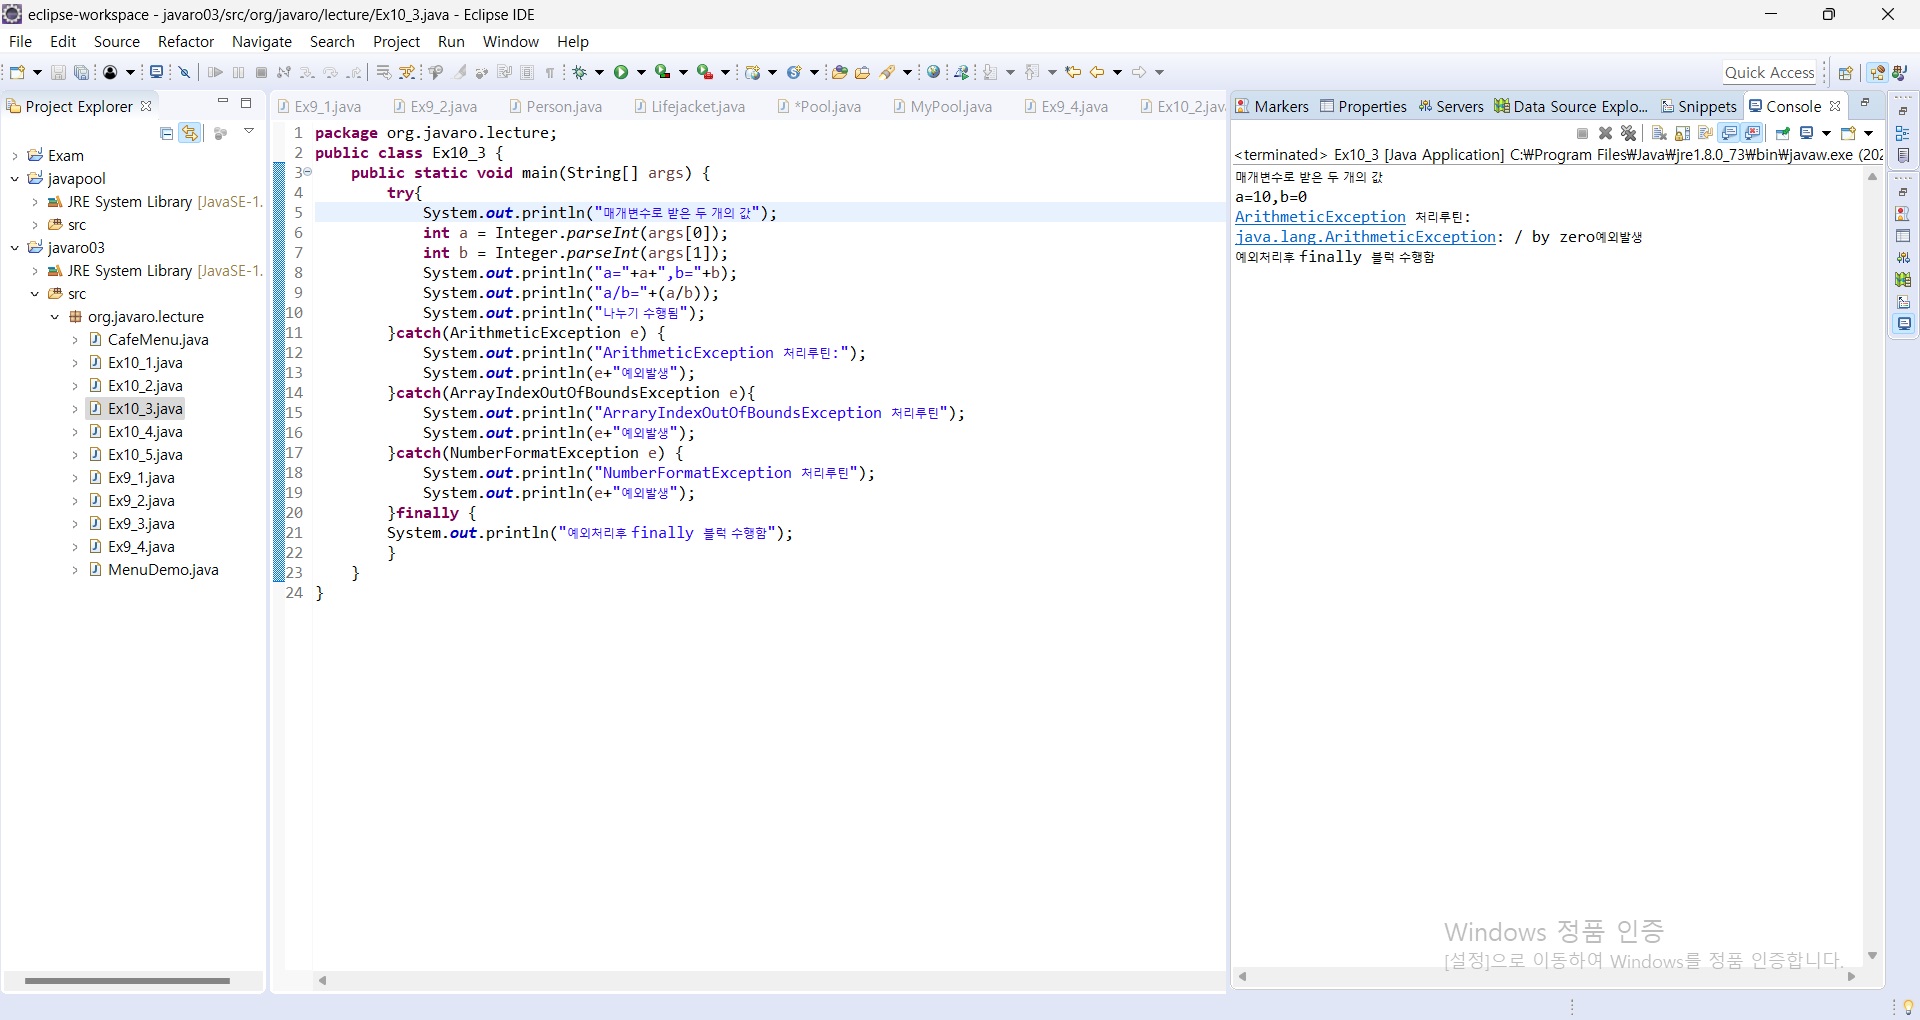 eclipse-workspace - javaro03/src/org/javaro/lecture/Ex10_3.java - Eclipse IDE
File Edit Source Refactor Navigate Search Project Run Window Help
Quick Access
Project Explorer
Exam
javapool
JRE System Library [JavaSE-1.
src
javaro03
JRE System Library [JavaSE-1.
src
org.javaro.lecture
CafeMenu.java
Ex10_1.java
Ex10_2.java
Ex10_3.java
Ex10_4.java
Ex10_5.java
Ex9_1.java
Ex9_2.java
Ex9_3.java
Ex9_4.java
MenuDemo.java
Ex9_1.java Ex9_2.java Person.java Lifejacket.java *Pool.java MyPool.java Ex9_4.java Ex10_2.jav
1 package org.javaro.lecture;
2 public class Ex10_3 {
3 public static void main(String[] args) {
4 try{
5 System.out.println("매개변수로 받은 두 개의 값");
6 int a = Integer.parseInt(args[0]);
7 int b = Integer.parseInt(args[1]);
8 System.out.println("a="+a+",b="+b);
9 System.out.println("a/b="+(a/b));
10 System.out.println("나누기 수행됨");
11 }catch(ArithmeticException e) {
12 System.out.println("ArithmeticException 처리루틴:");
13 System.out.println(e+"예외발생");
14 }catch(ArrayIndexOutOfBoundsException e){
15 System.out.println("ArraryIndexOutOfBoundsException 처리루틴");
16 System.out.println(e+"예외발생");
17 }catch(NumberFormatException e) {
18 System.out.println("NumberFormatException 처리루틴");
19 System.out.println(e+"예외발생");
20 }finally {
21 System.out.println("예외처리후 finally 블럭 수행함");
22 }
23 }
24 }
Markers Properties Servers Data Source Explo... Snippets Console
<terminated> Ex10_3 [Java Application] C:₩Program Files₩Java₩jre1.8.0_73₩bin₩javaw.exe (202
매개변수로 받은 두 개의 값
a=10,b=0
ArithmeticException 처리루틴:
java.lang.ArithmeticException: / by zero예외발생
예외처리후 finally 블럭 수행함
Windows 정품 인증
[설정]으로 이동하여 Windows를 정품 인증합니다.